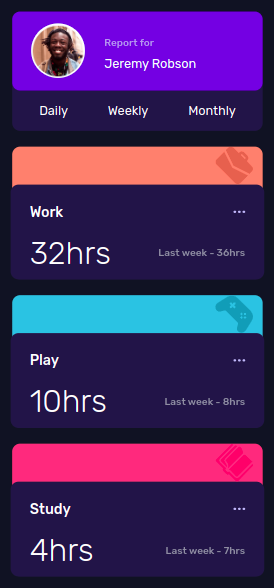 Report for
Jeremy Robson
Daily Weekly Monthly
Work
32hrs Last week - 36hrs
Play
10hrs Last week - 8hrs
Study
4hrs Last week - 7hrs